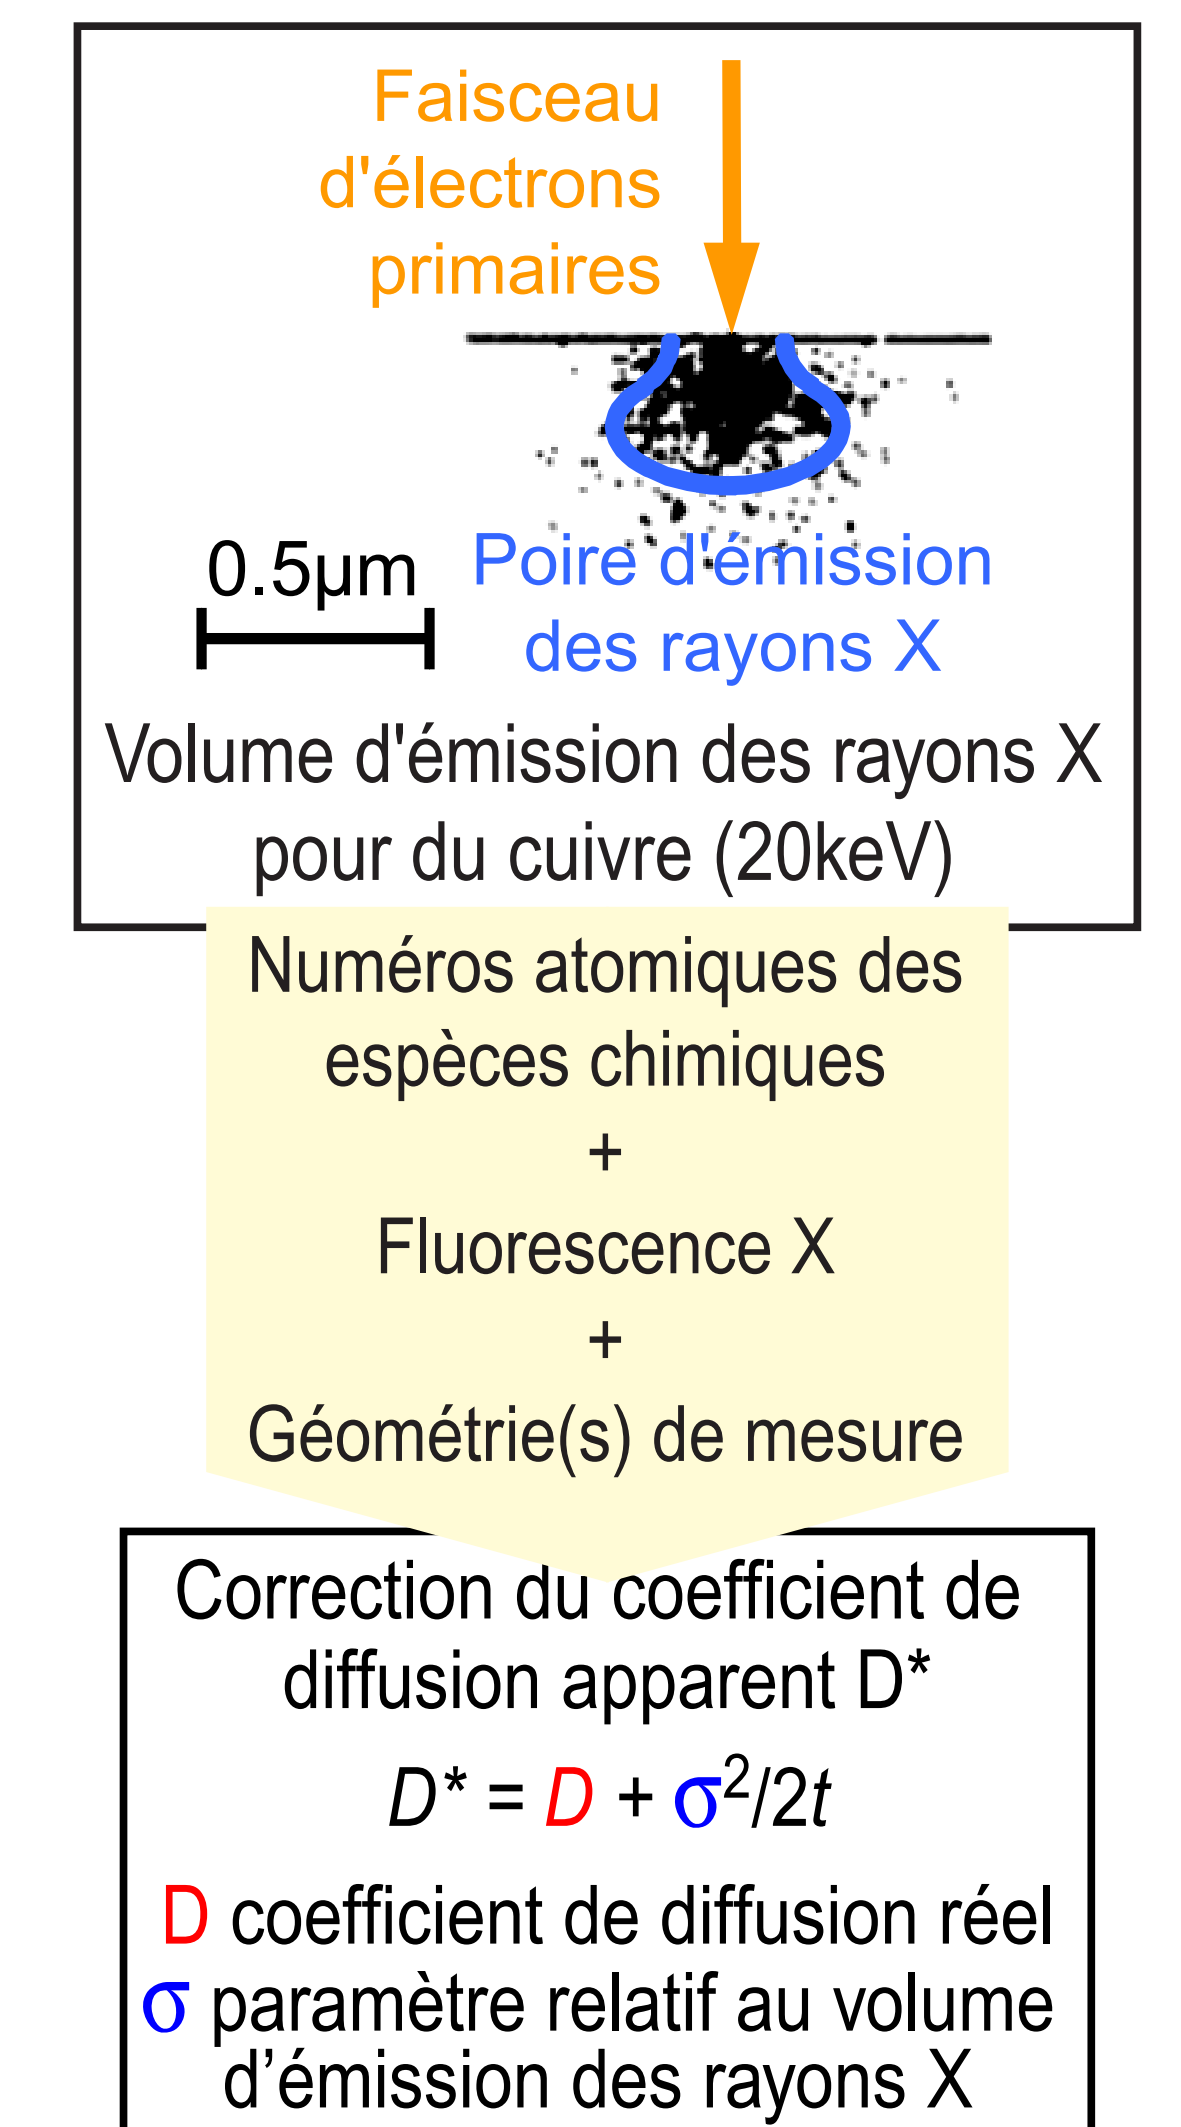 Faisceau
d'électrons
primaires
0.5µm
Poire d'émission
des rayons X
Volume d'émission des rayons X
pour du cuivre (20keV)
Numéros atomiques des
espèces chimiques
+
Fluorescence X
+
Géométrie(s) de mesure
Correction du coefficient de
diffusion apparent D*
D* = D + σ²/2t
D coefficient de diffusion réel
σ paramètre relatif au volume
d’émission des rayons X